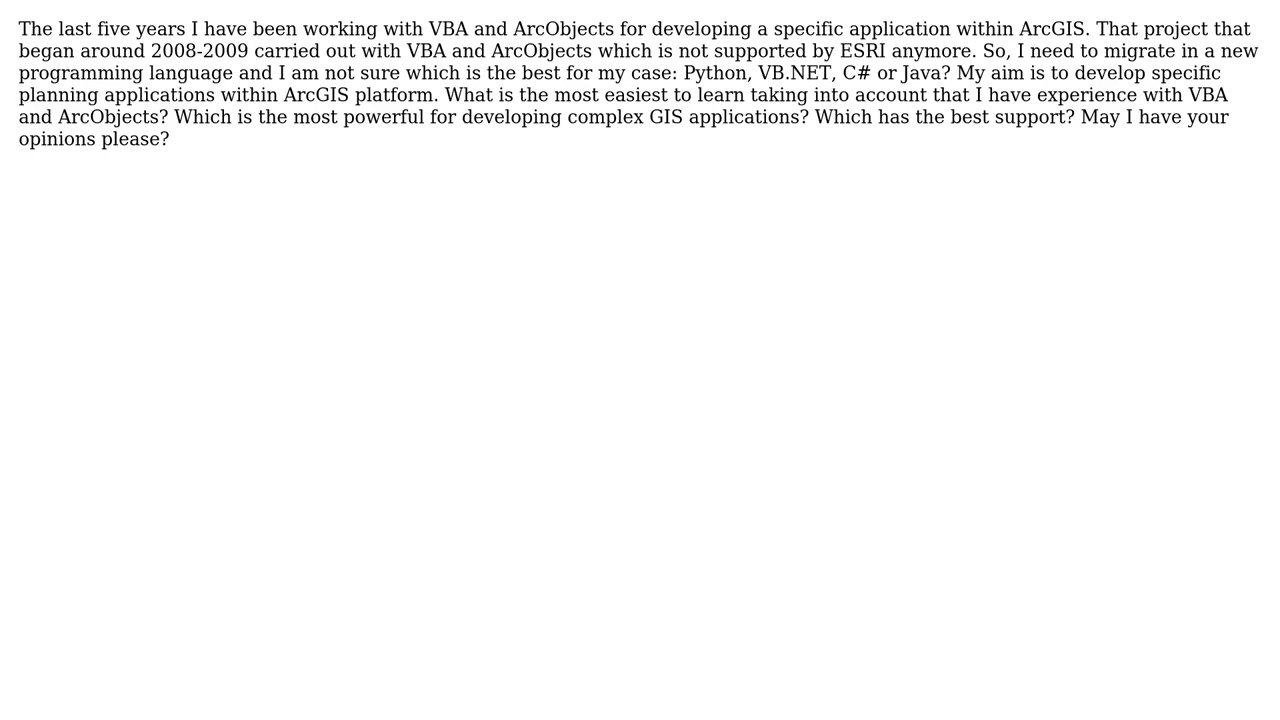 The last five years I have been working with VBA and ArcObjects for developing a specific application within ArcGIS. That project that
began around 2008-2009 carried out with VBA and ArcObjects which is not supported by ESRI anymore. So, I need to migrate in a new
programming language and I am not sure which is the best for my case: Python, VB.NET, C# or Java? My aim is to develop specific
planning applications within ArcGIS platform. What is the most easiest to learn taking into account that I have experience with VBA
and ArcObjects? Which is the most powerful for developing complex GIS applications? Which has the best support? May I have your
opinions please?